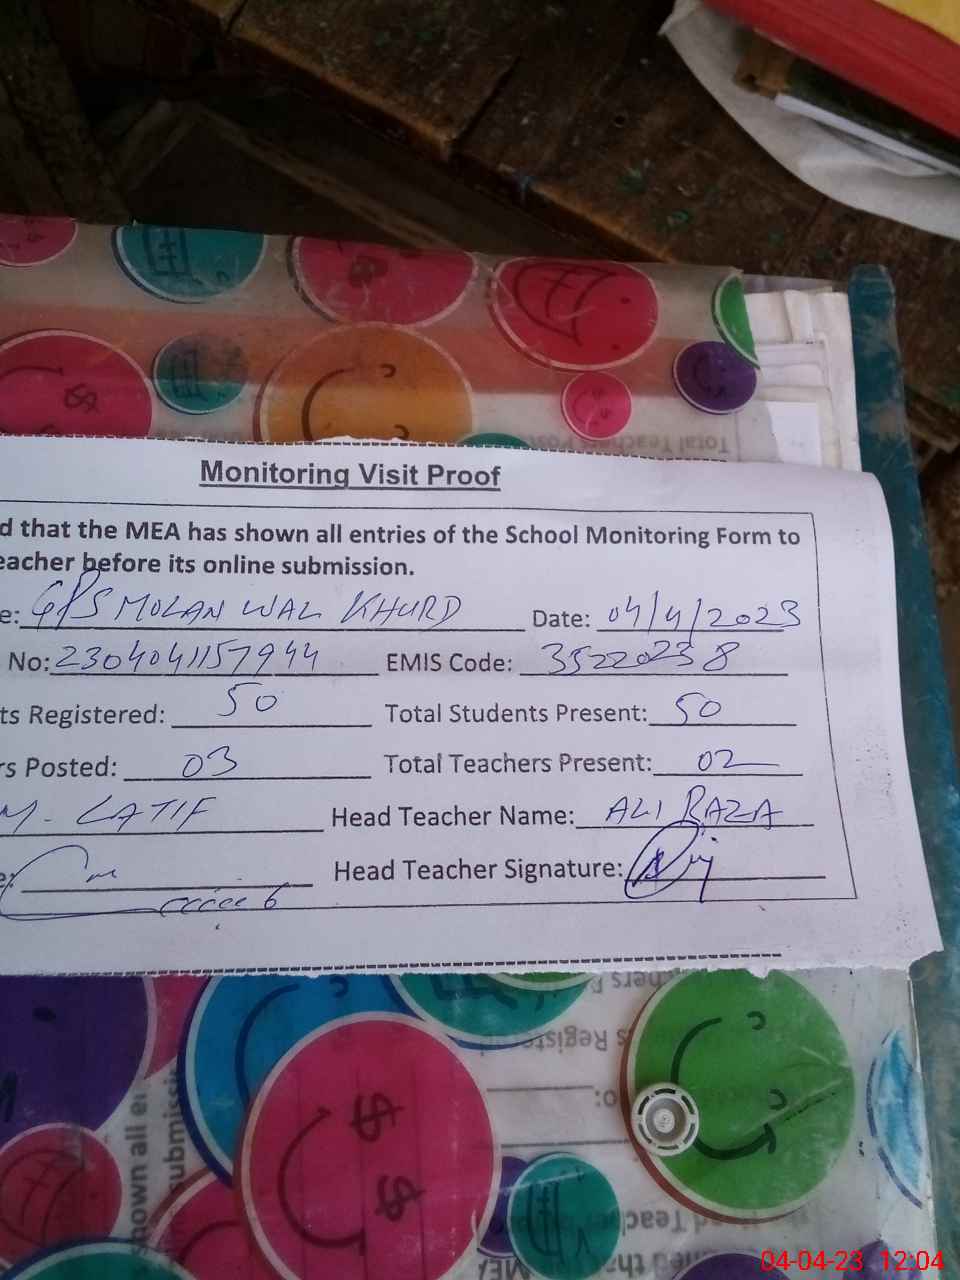 Monitoring Visit Proof
d that the MEA has shown all entries of the School Monitoring Form to
eacher before its online submission.
e: GPS MOLAN WAL KHURD Date: 04/4/2023
No: 2304041157944 EMIS Code: 35220238
ts Registered: 50 Total Students Present: 50
rs Posted: 03 Total Teachers Present: 02
M. LATIF Head Teacher Name: ALI RAZA
e: Head Teacher Signature:
04-04-23 12:04